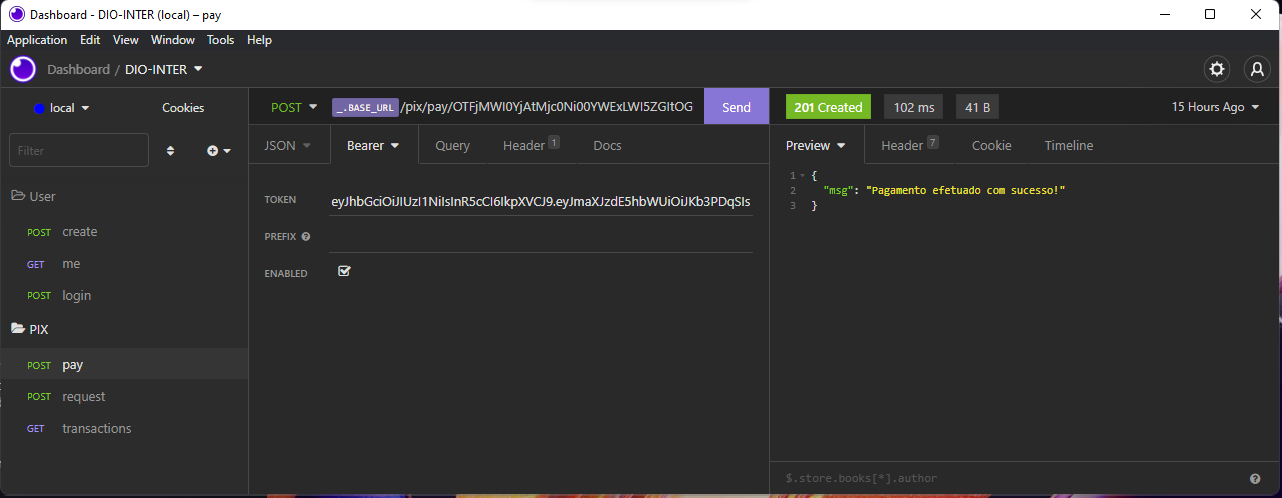 Dashboard - DIO-INTER (local) – pay
Application Edit View Window Tools Help
Dashboard / DIO-INTER
local Cookies
POST _.BASE_URL /pix/pay/OTFjMWI0YjAtMjc0Ni00YWExLWI5ZGItOG Send
201 Created 102 ms 41 B 15 Hours Ago
Filter
JSON Bearer Query Header 1 Docs
Preview Header 7 Cookie Timeline
User
POST create
GET me
POST login
PIX
POST pay
POST request
GET transactions
TOKEN eyJhbGciOiJIUzI1NiIsInR5cCI6IkpXVCJ9.eyJmaXJzdE5hbWUiOiJKb3PDqSIs
PREFIX
ENABLED
1 {
2 "msg": "Pagamento efetuado com sucesso!"
3 }
$.store.books[*].author